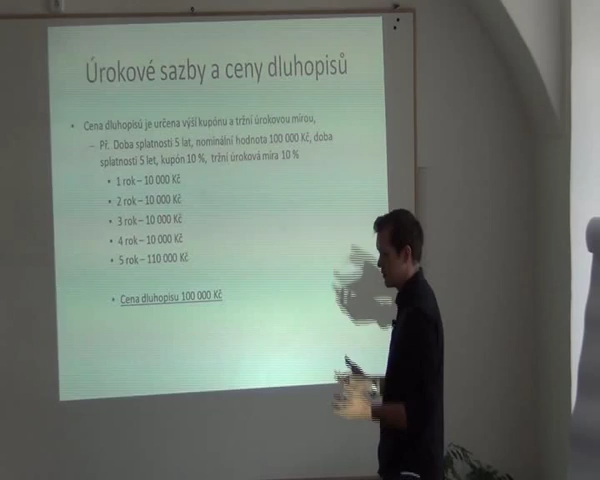 Úrokové sazby a ceny dluhopisů
• Cena dluhopisů je určena výší kupónu a tržní úrokovou mírou,
– Př. Doba splatnosti 5 lat, nominální hodnota 100 000 Kč, doba
splatnosti 5 let, kupón 10 %, tržní úroková míra 10 %
• 1 rok – 10 000 Kč
• 2 rok – 10 000 Kč
• 3 rok – 10 000 Kč
• 4 rok – 10 000 Kč
• 5 rok – 110 000 Kč
• Cena dluhopisu 100 000 Kč